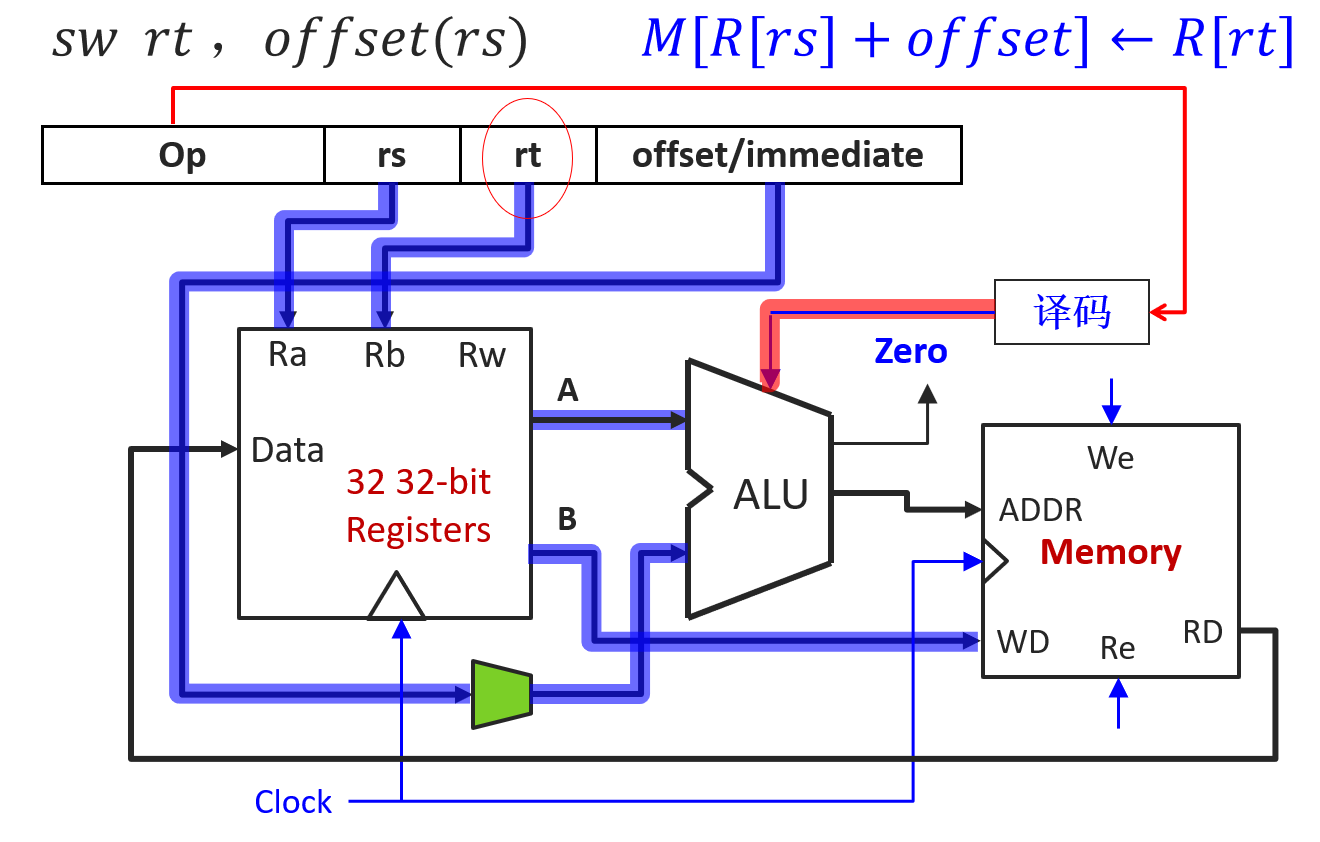 sw rt , offset(rs) M[R[rs] + offset] ← R[rt]
Op rs rt offset/immediate
译码
Zero
Ra Rb Rw
A
Data
32 32-bit
Registers
B
ALU
We
ADDR
Memory
WD
Re
RD
Clock